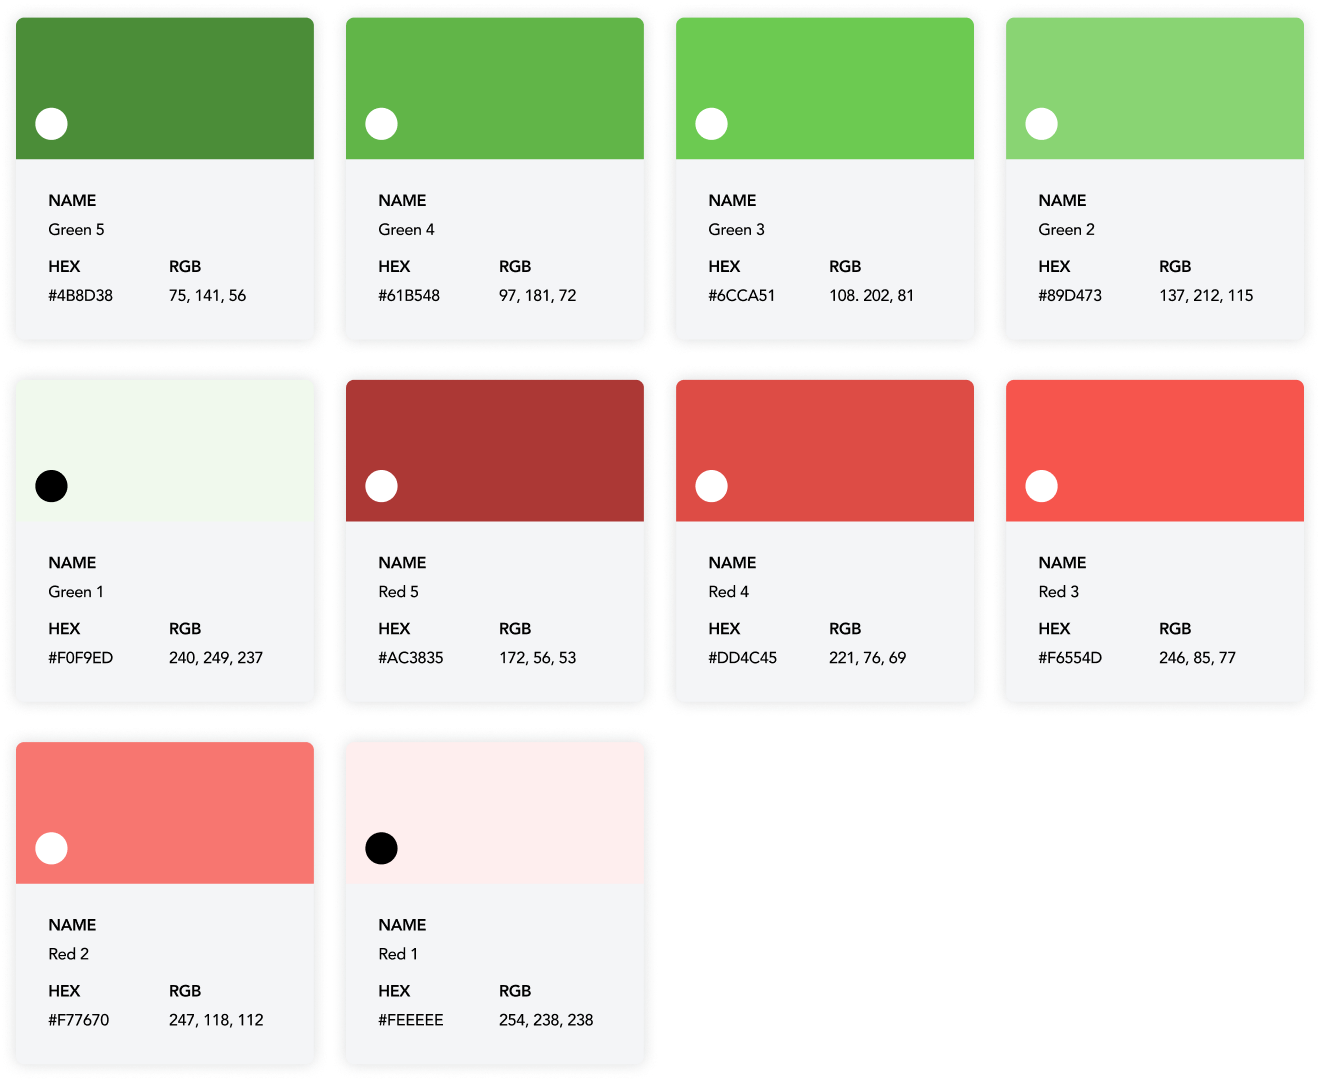 NAME
Green 5
HEX RGB
#4B8D38 75, 141, 56
NAME
Green 4
HEX RGB
#61B548 97, 181, 72
NAME
Green 3
HEX RGB
#6CCA51 108. 202, 81
NAME
Green 2
HEX RGB
#89D473 137, 212, 115
NAME
Green 1
HEX RGB
#F0F9ED 240, 249, 237
NAME
Red 5
HEX RGB
#AC3835 172, 56, 53
NAME
Red 4
HEX RGB
#DD4C45 221, 76, 69
NAME
Red 3
HEX RGB
#F6554D 246, 85, 77
NAME
Red 2
HEX RGB
#F77670 247, 118, 112
NAME
Red 1
HEX RGB
#FEEEEE 254, 238, 238